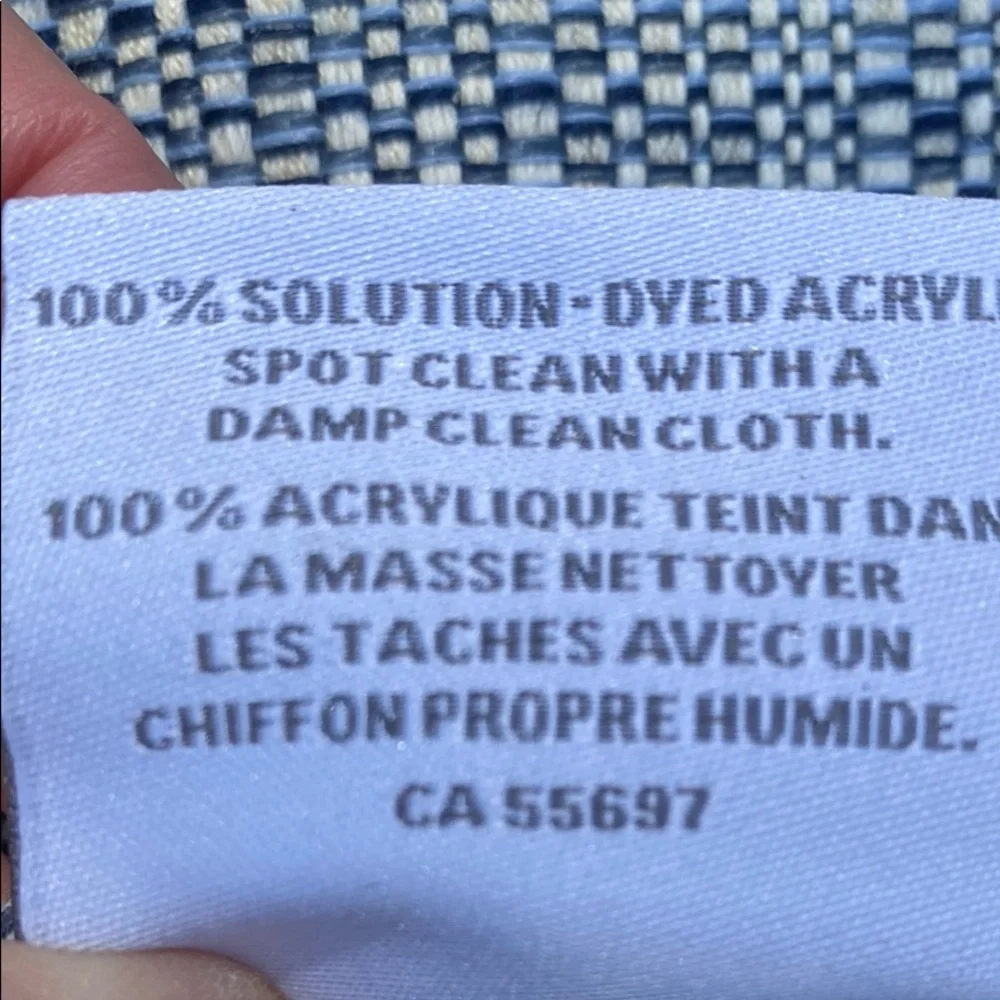 100% SOLUTION-DYED ACRYL
SPOT CLEAN WITH A
DAMP CLEAN CLOTH.
100% ACRYLIQUE TEINT DAN
LA MASSE NETTOYER
LES TACHES AVEC UN
CHIFFON PROPRE HUMIDE.
CA 55697